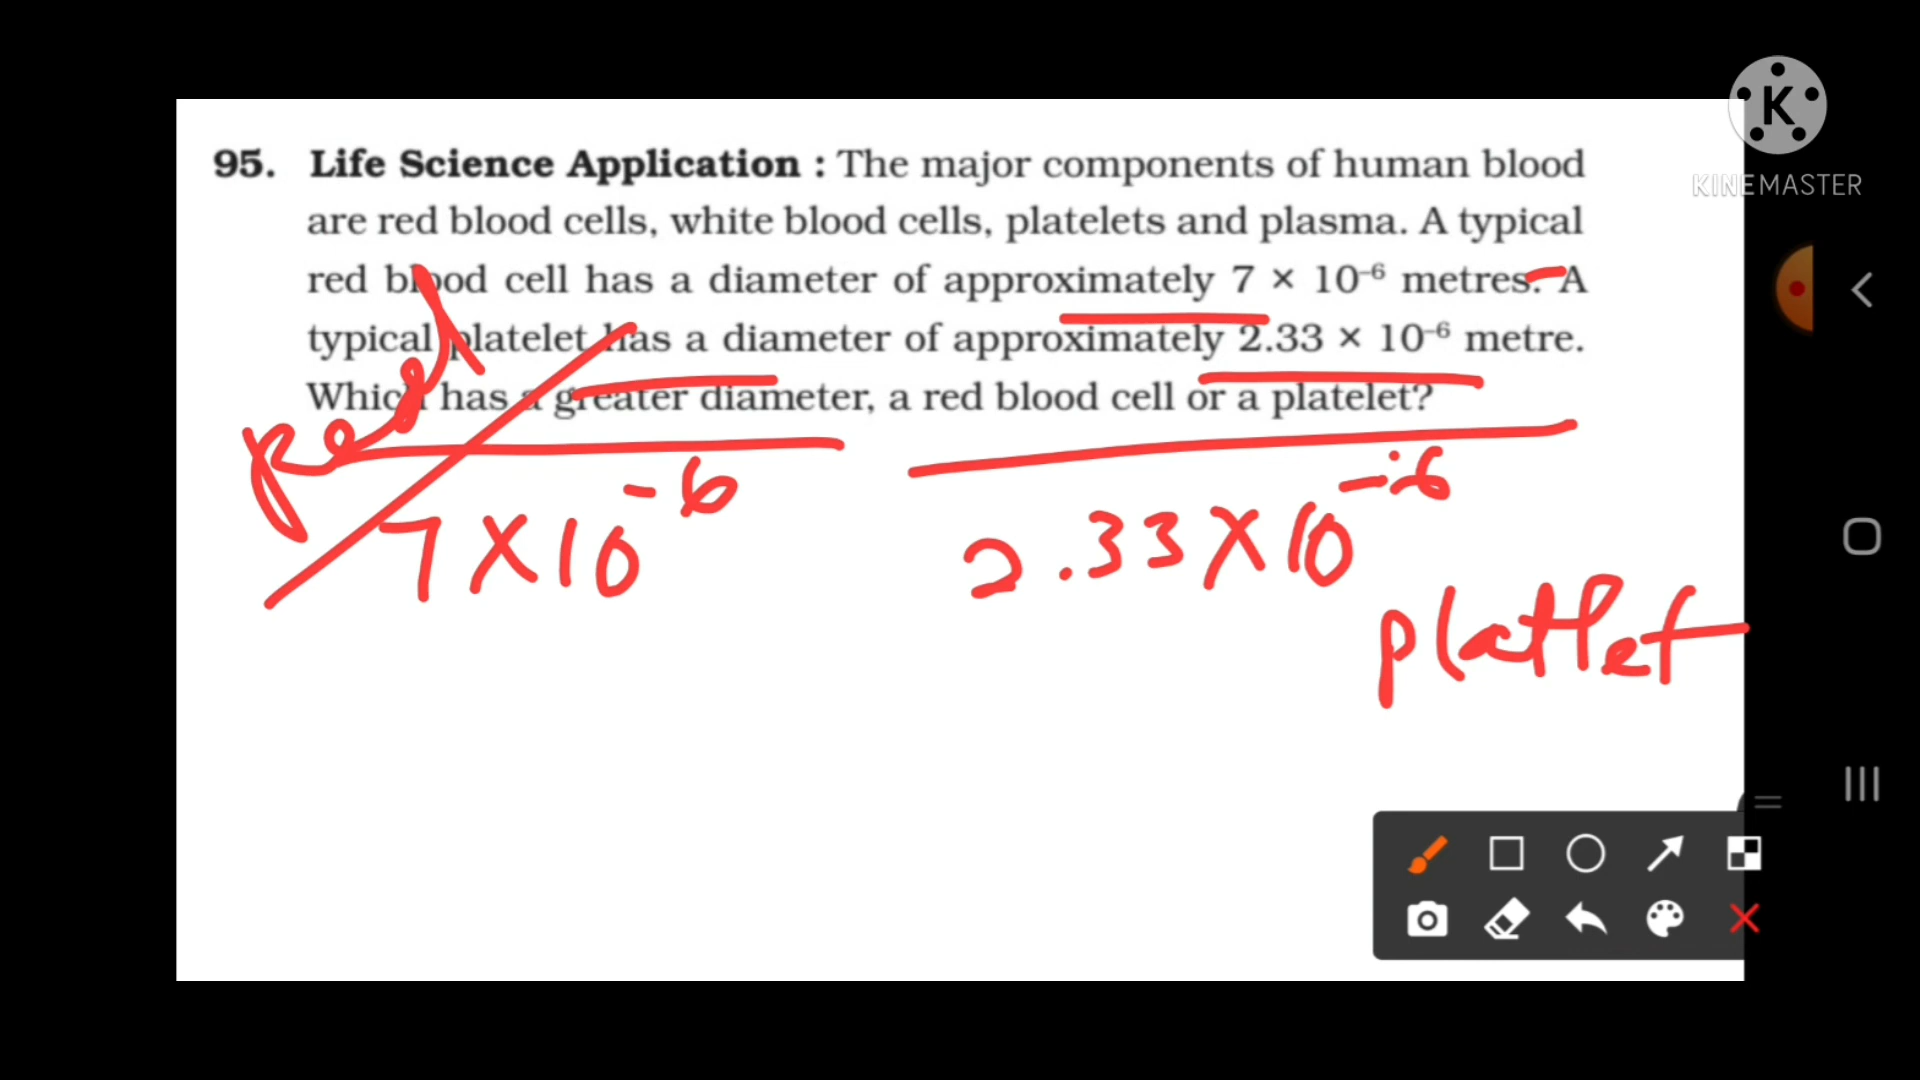 K
KINEMASTER
95. Life Science Application : The major components of human blood
are red blood cells, white blood cells, platelets and plasma. A typical
red blood cell has a diameter of approximately 7 × 10⁻⁶ metres. A
typical platelet has a diameter of approximately 2.33 × 10⁻⁶ metre.
Which has a greater diameter, a red blood cell or a platelet?
Red
7 × 10⁻⁶
2.33 × 10⁻⁶
platlet